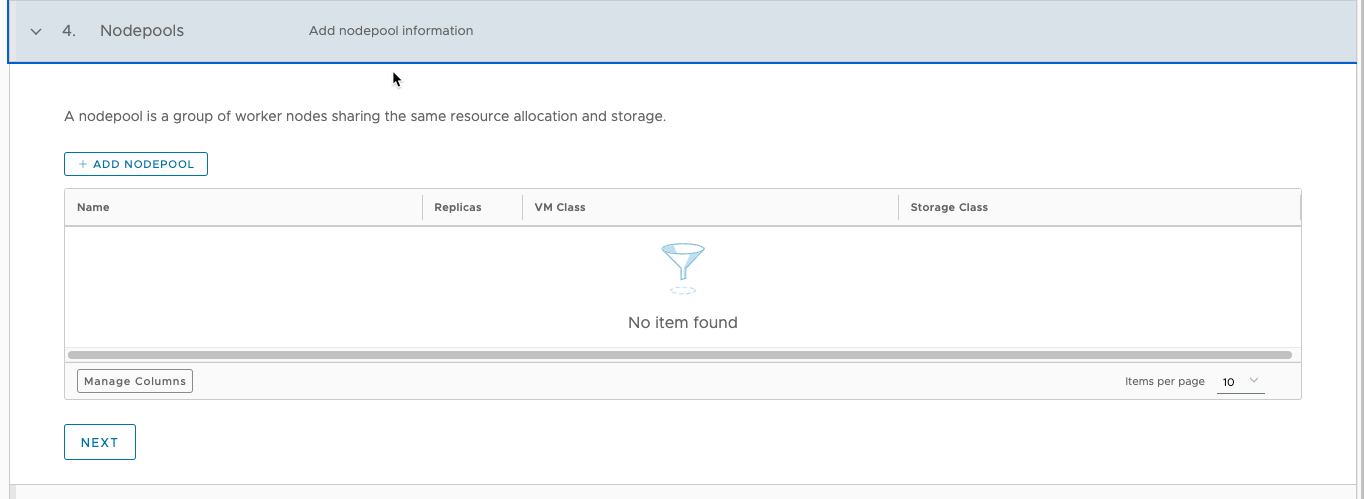 4. Nodepools Add nodepool information
A nodepool is a group of worker nodes sharing the same resource allocation and storage.
+ ADD NODEPOOL
Name Replicas VM Class Storage Class
No item found
Manage Columns Items per page 10
NEXT